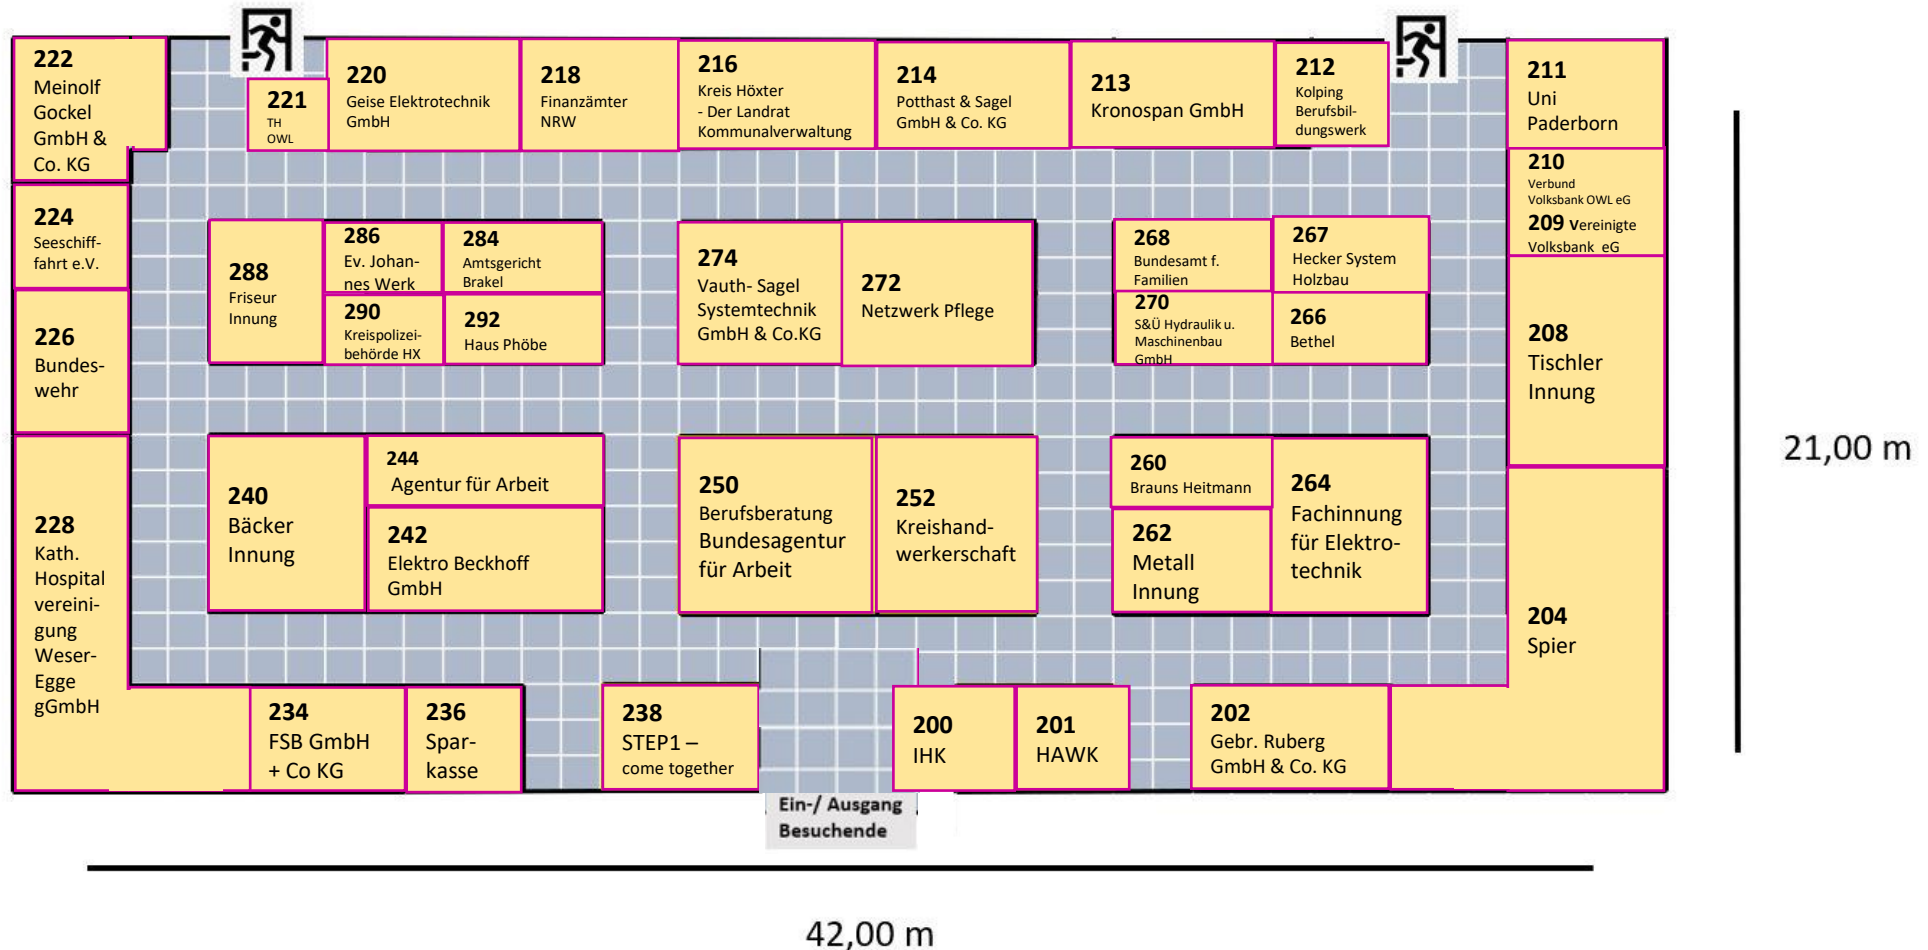 222
Meinolf
Gockel
GmbH &
Co. KG
221
TH
OWL
220
Geise Elektrotechnik
GmbH
218
Finanzämter
NRW
216
Kreis Höxter
- Der Landrat
Kommunalverwaltung
214
Potthast & Sagel
GmbH & Co. KG
213
Kronospan GmbH
212
Kolping
Berufsbil-
dungswerk
211
Uni
Paderborn
210
Verbund
Volksbank OWL eG
209 Vereinigte
Volksbank eG
224
Seeschiff-
fahrt e.V.
226
Bundes-
wehr
288
Friseur
Innung
286
Ev. Johan-
nes Werk
284
Amtsgericht
Brakel
290
Kreispolizei-
behörde HX
292
Haus Phöbe
274
Vauth- Sagel
Systemtechnik
GmbH & Co.KG
272
Netzwerk Pflege
268
Bundesamt f.
Familien
267
Hecker System
Holzbau
270
S&Ü Hydraulik u.
Maschinenbau
GmbH
266
Bethel
208
Tischler
Innung
21,00 m
228
Kath.
Hospital
vereini-
gung
Weser-
Egge
gGmbH
240
Bäcker
Innung
244
Agentur für Arbeit
242
Elektro Beckhoff
GmbH
250
Berufsberatung
Bundesagentur
für Arbeit
252
Kreishand-
werkerschaft
260
Brauns Heitmann
262
Metall
Innung
264
Fachinnung
für Elektro-
technik
204
Spier
234
FSB GmbH
+ Co KG
236
Spar-
kasse
238
STEP1 –
come together
200
IHK
201
HAWK
202
Gebr. Ruberg
GmbH & Co. KG
Ein-/ Ausgang
Besuchende
42,00 m